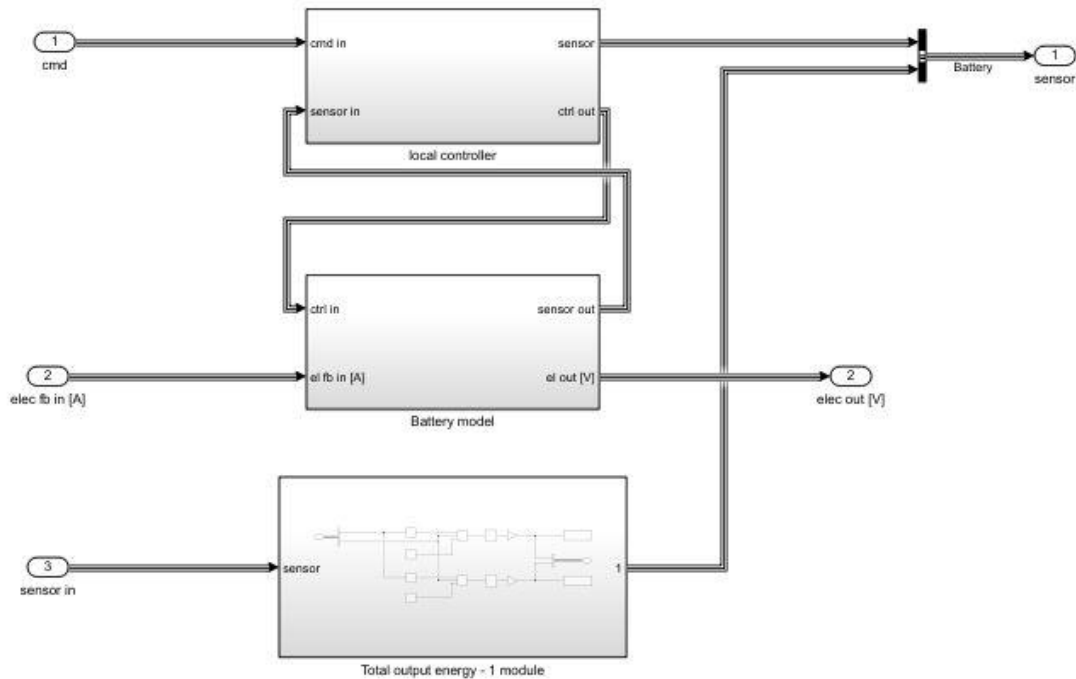 1
cmd
cmd in
sensor
sensor in
ctrl out
local controller
Battery
1
sensor
ctrl in
sensor out
2
elec fb in [A]
el fb in [A]
el out [V]
Battery model
2
elec out [V]
3
sensor in
sensor
1
Total output energy - 1 module